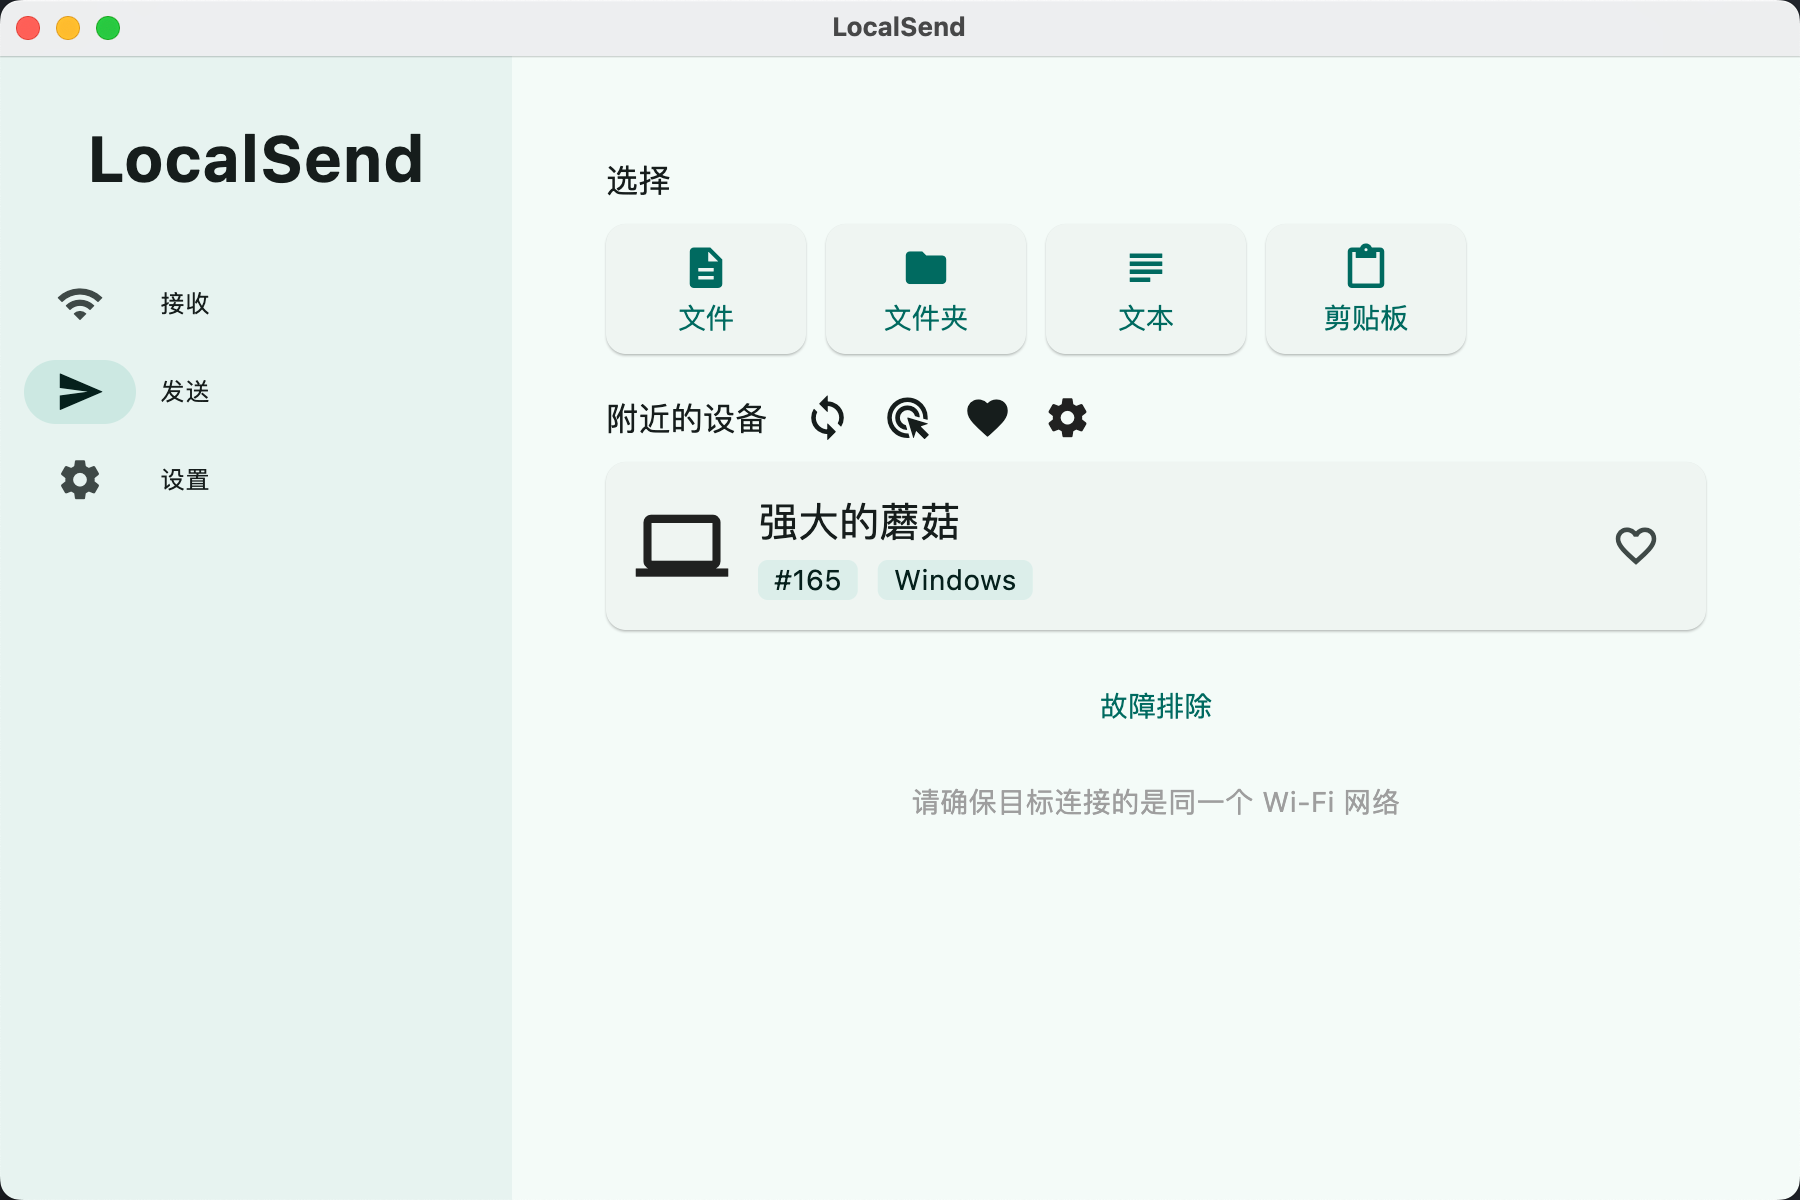 LocalSend
LocalSend
接收
发送
设置
选择
文件
文件夹
文本
剪贴板
附近的设备
强大的蘑菇
#165
Windows
故障排除
请确保目标连接的是同一个 Wi-Fi 网络